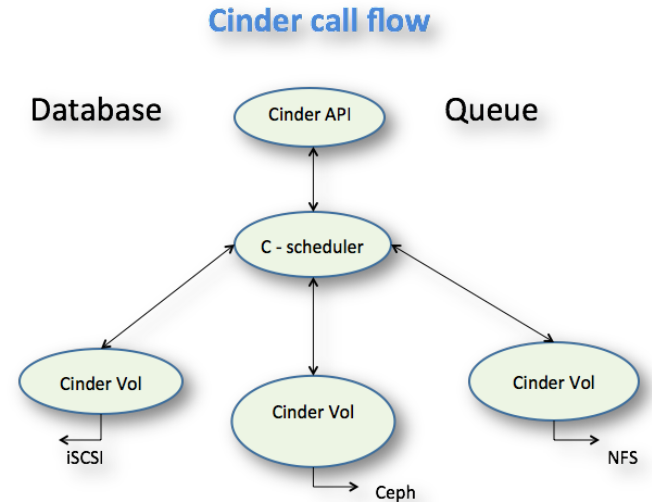 Cinder call flow
Database
Cinder API
Queue
C - scheduler
Cinder Vol
Cinder Vol
Cinder Vol
iSCSI
Ceph
NFS